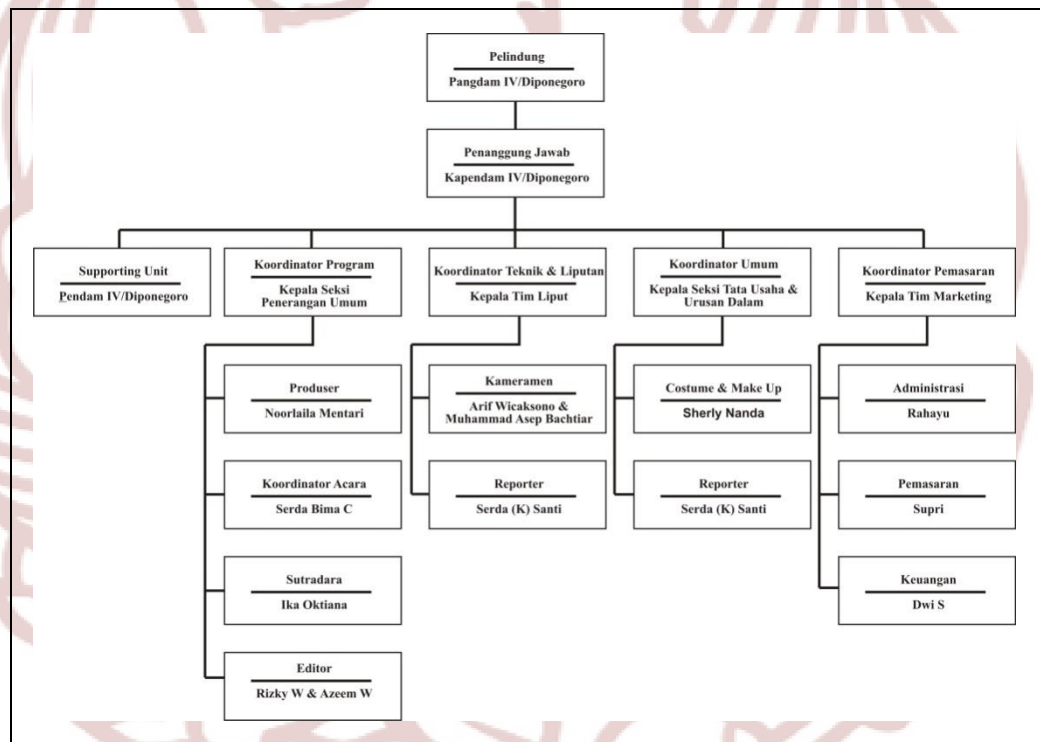 Pelindung
Pangdam IV/Diponegoro
Penanggung Jawab
Kapendam IV/Diponegoro
Supporting Unit
Pendam IV/Diponegoro
Koordinator Program
Kepala Seksi
Penerangan Umum
Koordinator Teknik & Liputan
Kepala Tim Liput
Koordinator Umum
Kepala Seksi Tata Usaha &
Urusan Dalam
Koordinator Pemasaran
Kepala Tim Marketing
Produser
Noorlaila Mentari
Kameramen
Arif Wicaksono &
Muhammad Asep Bachtiar
Costume & Make Up
Sherly Nanda
Administrasi
Rahayu
Koordinator Acara
Serda Bima C
Reporter
Serda (K) Santi
Reporter
Serda (K) Santi
Pemasaran
Supri
Sutradara
Ika Oktiana
Keuangan
Dwi S
Editor
Rizky W & Azeem W